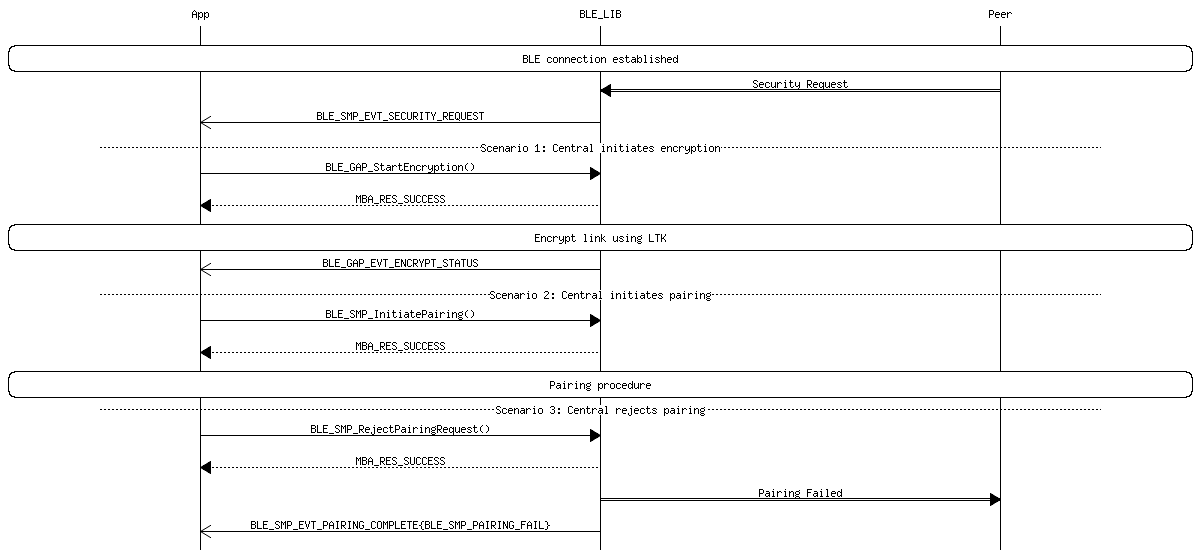 App BLE_LIB Peer
BLE connection established
Security Request
BLE_SMP_EVT_SECURITY_REQUEST
Scenario 1: Central initiates encryption
BLE_GAP_StartEncryption()
MBA_RES_SUCCESS
Encrypt link using LTK
BLE_GAP_EVT_ENCRYPT_STATUS
Scenario 2: Central initiates pairing
BLE_SMP_InitiatePairing()
MBA_RES_SUCCESS
Pairing procedure
Scenario 3: Central rejects pairing
BLE_SMP_RejectPairingRequest()
MBA_RES_SUCCESS
Pairing Failed
BLE_SMP_EVT_PAIRING_COMPLETE{BLE_SMP_PAIRING_FAIL}